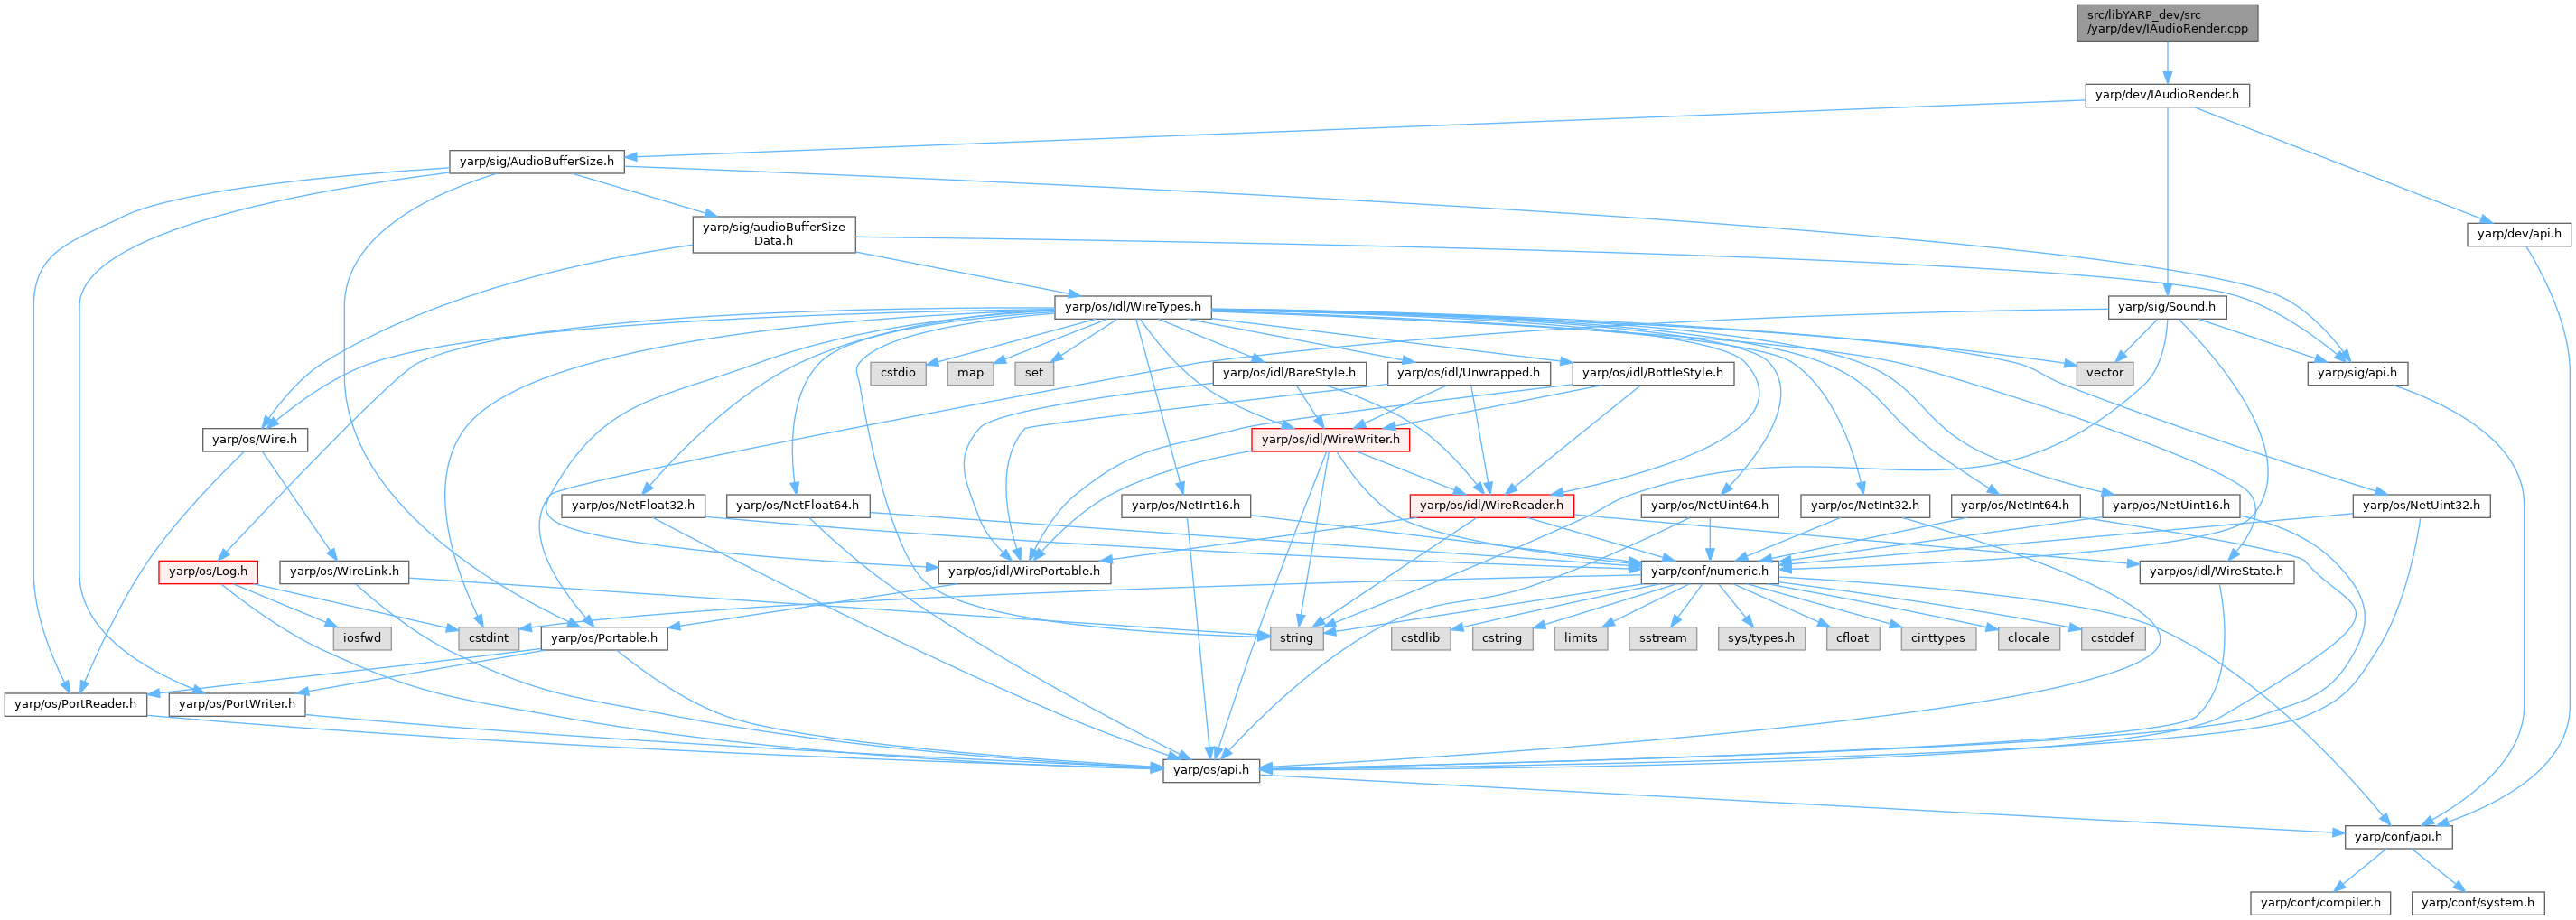 src/libYARP_dev/src
/yarp/dev/IAudioRender.cpp
yarp/dev/IAudioRender.h
yarp/sig/AudioBufferSize.h
yarp/sig/audioBufferSize
Data.h
yarp/dev/api.h
yarp/os/idl/WireTypes.h
yarp/sig/Sound.h
cstdio
map
set
yarp/os/idl/BareStyle.h
yarp/os/idl/Unwrapped.h
yarp/os/idl/BottleStyle.h
vector
yarp/sig/api.h
yarp/os/Wire.h
yarp/os/idl/WireWriter.h
yarp/os/NetFloat32.h
yarp/os/NetFloat64.h
yarp/os/NetInt16.h
yarp/os/idl/WireReader.h
yarp/os/NetUint64.h
yarp/os/NetInt32.h
yarp/os/NetInt64.h
yarp/os/NetUint16.h
yarp/os/NetUint32.h
yarp/os/Log.h
yarp/os/WireLink.h
yarp/os/idl/WirePortable.h
yarp/conf/numeric.h
yarp/os/idl/WireState.h
iosfwd
cstdint
yarp/os/Portable.h
string
cstdlib
cstring
limits
sstream
sys/types.h
cfloat
cinttypes
clocale
cstddef
yarp/os/PortReader.h
yarp/os/PortWriter.h
yarp/os/api.h
yarp/conf/api.h
yarp/conf/compiler.h
yarp/conf/system.h